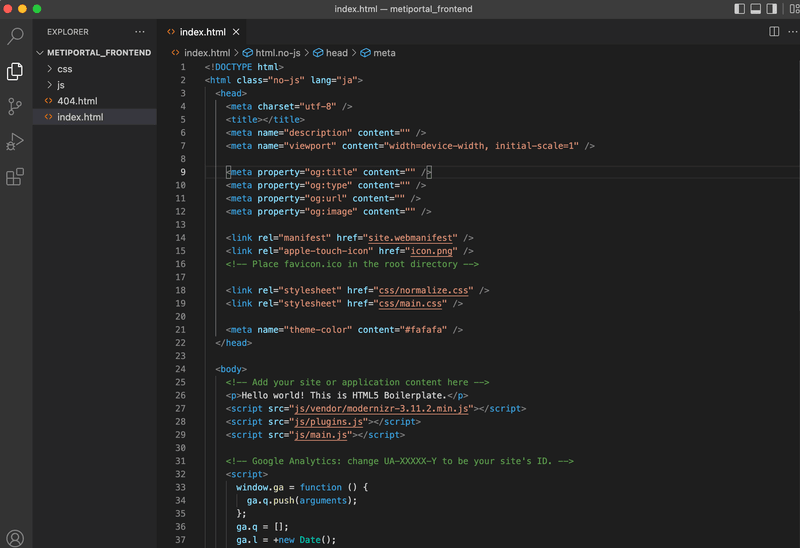 index.html — metiportal_frontend
EXPLORER
···
index.html
···
METIPORTAL_FRONTEND
css
js
404.html
index.html
index.html > html.no-js > head > meta
1 <!DOCTYPE html>
2 <html class="no-js" lang="ja">
3 <head>
4 <meta charset="utf-8" />
5 <title></title>
6 <meta name="description" content="" />
7 <meta name="viewport" content="width=device-width, initial-scale=1" />
8
9 <meta property="og:title" content="" />
10 <meta property="og:type" content="" />
11 <meta property="og:url" content="" />
12 <meta property="og:image" content="" />
13
14 <link rel="manifest" href="site.webmanifest" />
15 <link rel="apple-touch-icon" href="icon.png" />
16 <!-- Place favicon.ico in the root directory -->
17
18 <link rel="stylesheet" href="css/normalize.css" />
19 <link rel="stylesheet" href="css/main.css" />
20
21 <meta name="theme-color" content="#fafafa" />
22 </head>
23
24 <body>
25 <!-- Add your site or application content here -->
26 <p>Hello world! This is HTML5 Boilerplate.</p>
27 <script src="js/vendor/modernizr-3.11.2.min.js"></script>
28 <script src="js/plugins.js"></script>
29 <script src="js/main.js"></script>
30
31 <!-- Google Analytics: change UA-XXXXX-Y to be your site's ID. -->
32 <script>
33 window.ga = function () {
34 ga.q.push(arguments);
35 };
36 ga.q = [];
37 ga.l = +new Date();